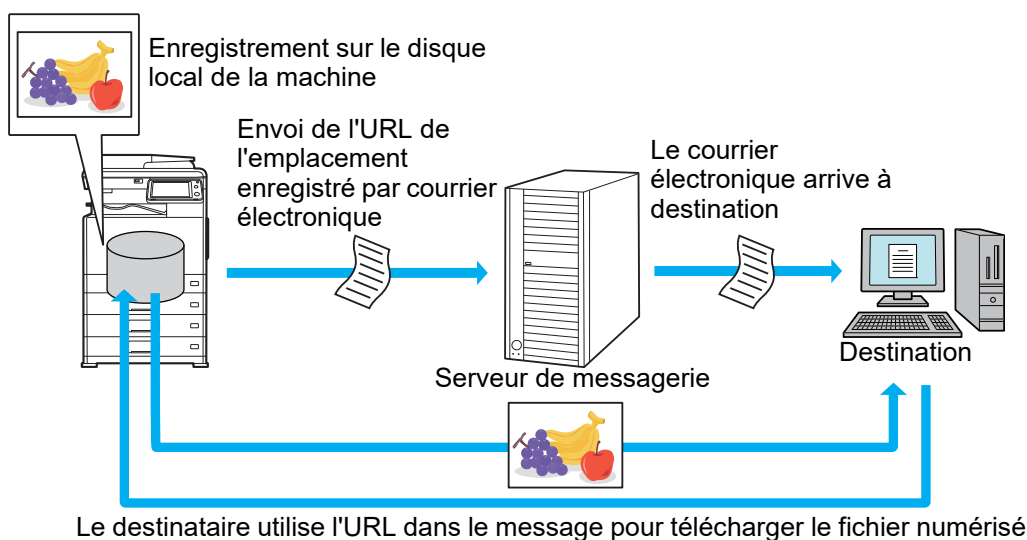 Enregistrement sur le disque
local de la machine
Envoi de l'URL de
l'emplacement
enregistré par courrier
électronique
Le courrier
électronique arrive à
destination
Serveur de messagerie
Destination
Le destinataire utilise l'URL dans le message pour télécharger le fichier numérisé